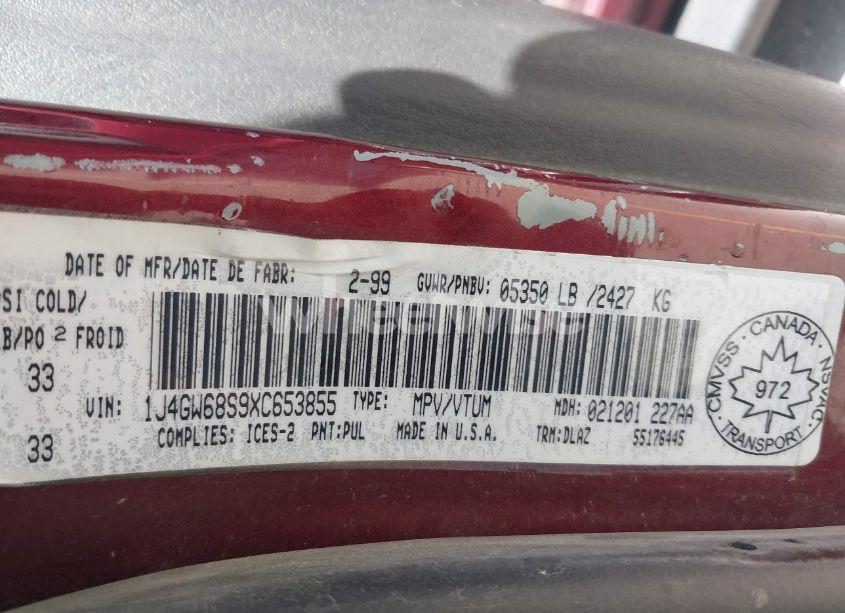 DATE OF MFR/DATE DE FABR: 2-99 GVWR/PNBV: 05350 LB /2427 KG
SI COLD/
B/PO 2 FROID
33
VIN: 1J4GW68S9XC653855 TYPE: MPV/VTUM MDH: 021201 227AA
33
COMPLIES: ICES-2 PNT:PUL MADE IN U.S.A. TRM:DLAZ 55176445
CMVSS · CANADA · NSVAC
972
TRANSPORT